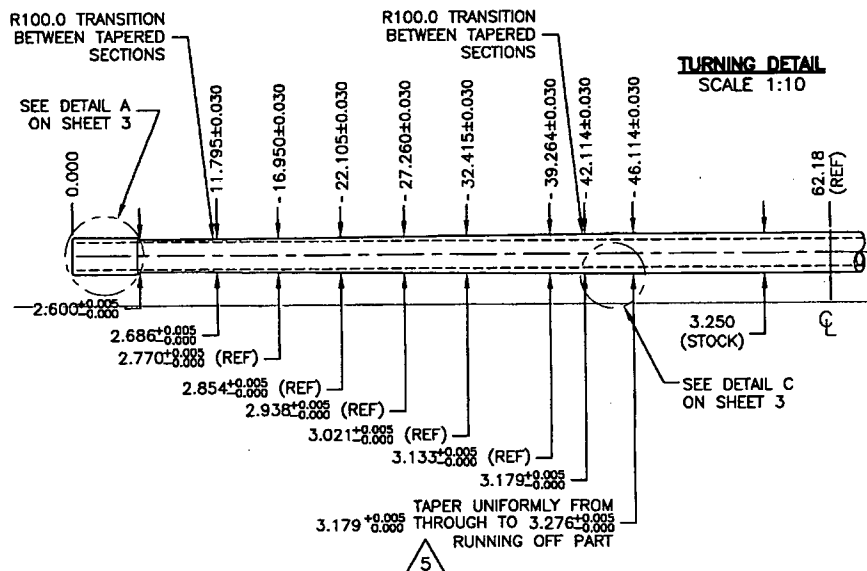 R100.0 TRANSITION
BETWEEN TAPERED
SECTIONS
R100.0 TRANSITION
BETWEEN TAPERED
SECTIONS
TURNING DETAIL
SCALE 1:10
SEE DETAIL A
ON SHEET 3
0.000
11.795±0.030
16.950±0.030
22.105±0.030
27.260±0.030
32.415±0.030
39.264±0.030
42.114±0.030
46.114±0.030
62.18
(REF)
2.600+0.005
-0.000
2.686+0.005
-0.000
2.770+0.005
-0.000 (REF)
2.854+0.005
-0.000 (REF)
2.938+0.005
-0.000 (REF)
3.021+0.005
-0.000 (REF)
3.133+0.005
-0.000 (REF)
3.179+0.005
-0.000
3.250
(STOCK)
℄
SEE DETAIL C
ON SHEET 3
TAPER UNIFORMLY FROM
3.179 +0.005
0.000 THROUGH TO 3.276+0.005
-0.000
RUNNING OFF PART
5